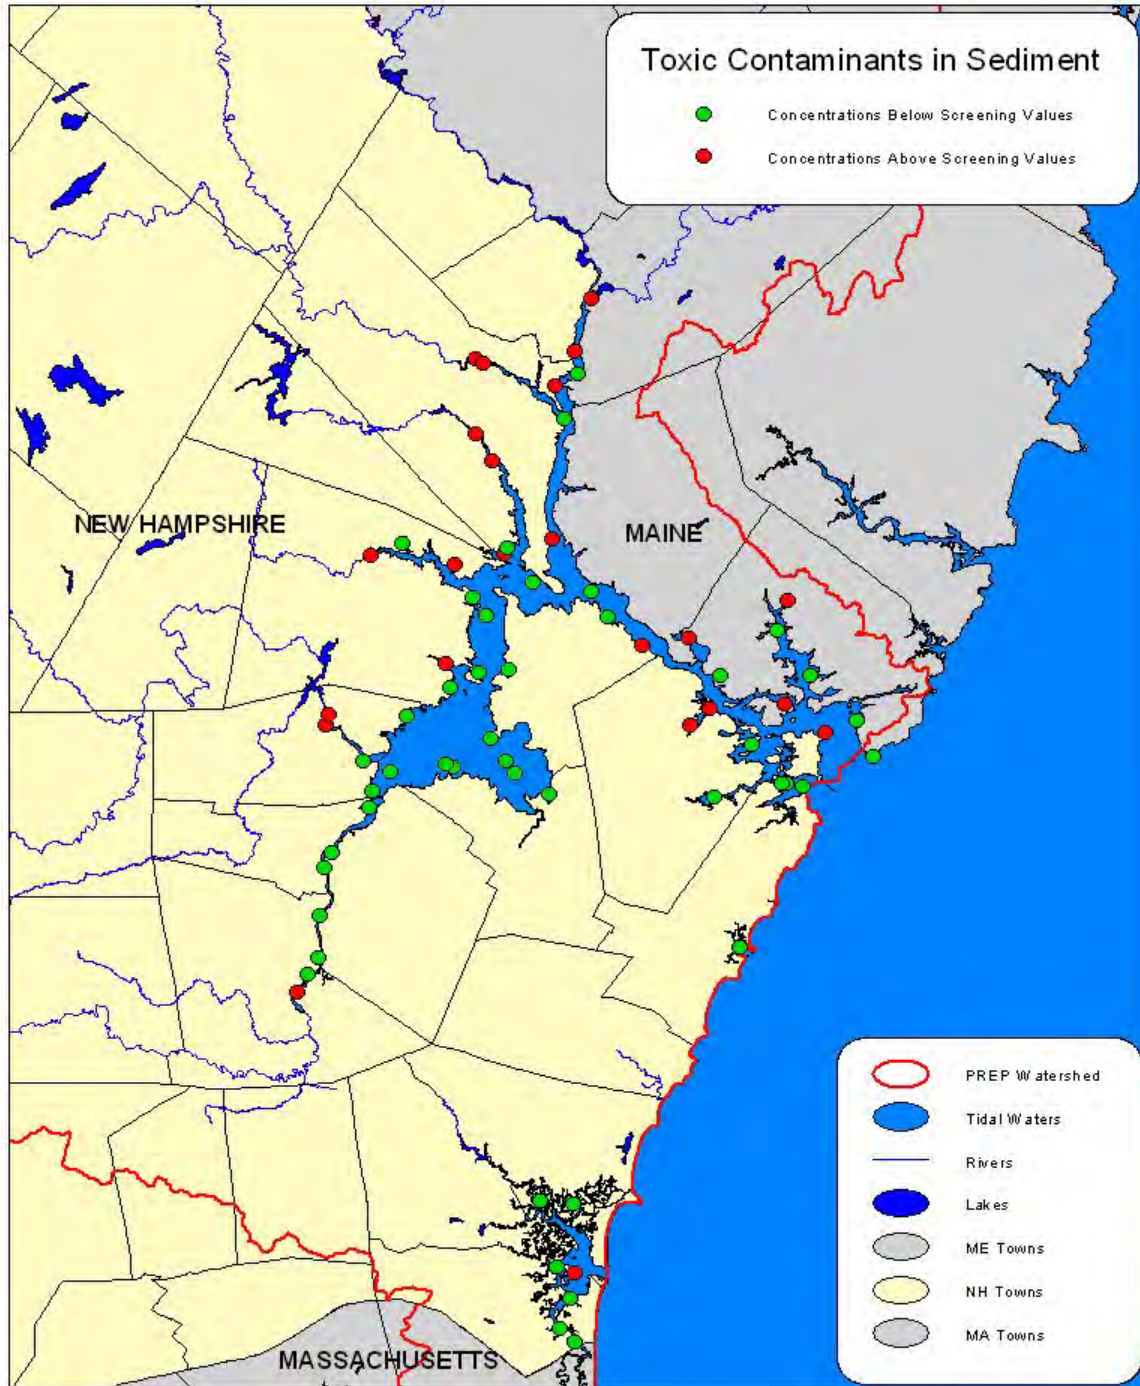 Toxic Contaminants in Sediment
Concentrations Below Screening Values
Concentrations Above Screening Values
NEW HAMPSHIRE
MAINE
PREP Watershed
Tidal Waters
Rivers
Lakes
ME Towns
NH Towns
MA Towns
MASSACHUSETTS